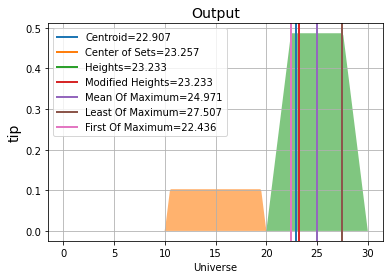 Output
Centroid=22.907
Center of Sets=23.257
Heights=23.233
Modified Heights=23.233
Mean Of Maximum=24.971
Least Of Maximum=27.507
First Of Maximum=22.436
0.5
0.4
0.3
0.2
0.1
0.0
tip
0 5 10 15 20 25 30
Universe